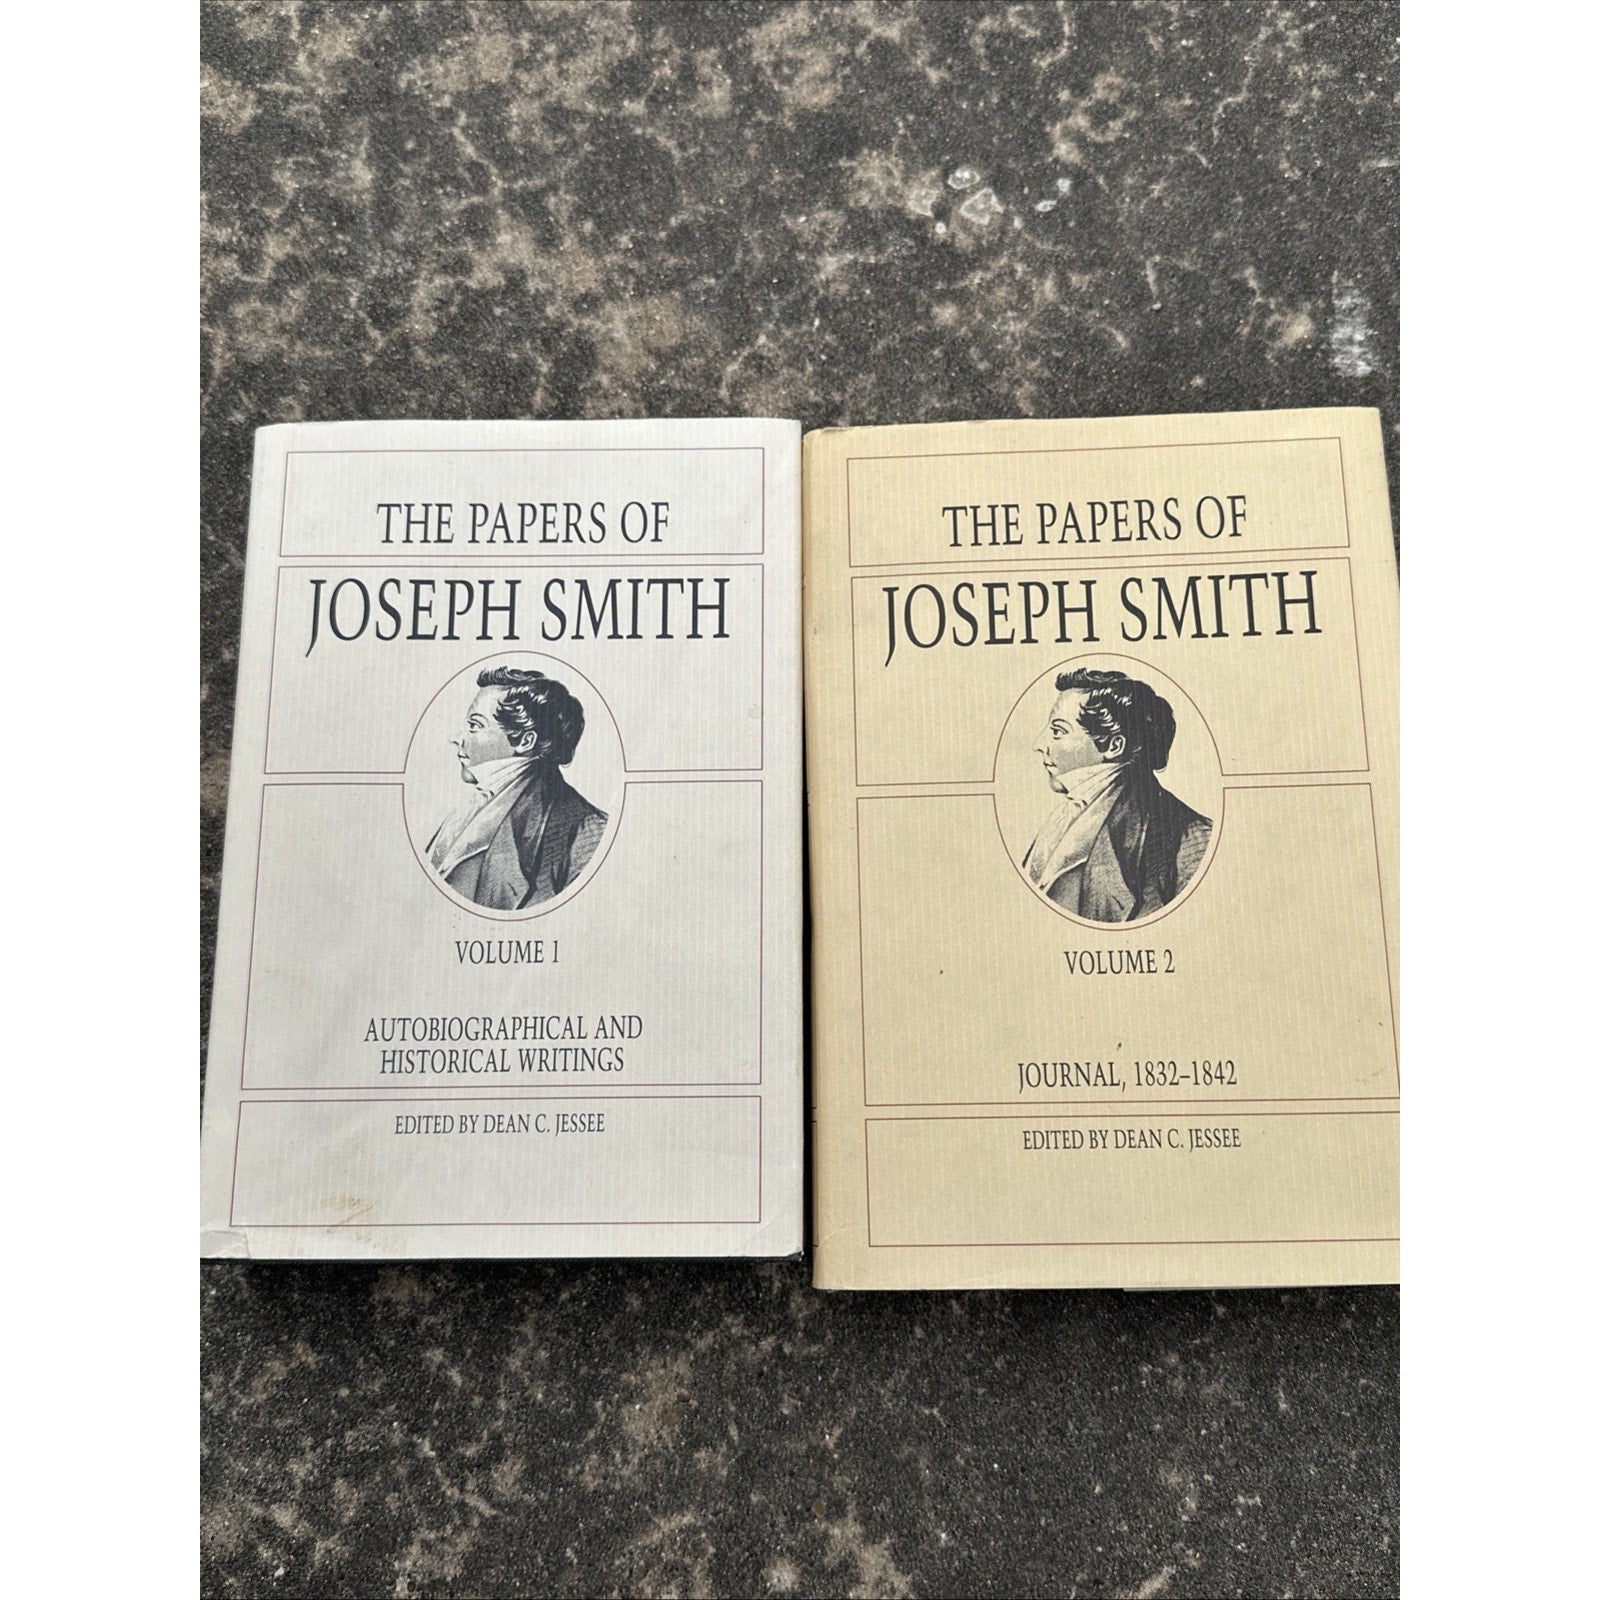 THE PAPERS OF
JOSEPH SMITH
VOLUME 1
AUTOBIOGRAPHICAL AND
HISTORICAL WRITINGS
EDITED BY DEAN C. JESSEE
THE PAPERS OF
JOSEPH SMITH
VOLUME 2
JOURNAL, 1832–1842
EDITED BY DEAN C. JESSEE